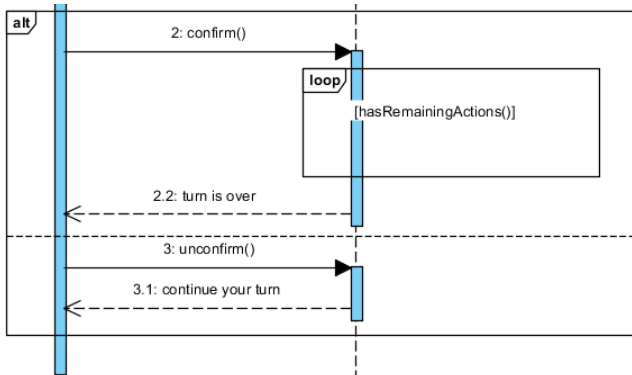 alt
2: confirm()
loop
[hasRemainingActions()]
2.2: turn is over
3: unconfirm()
3.1: continue your turn